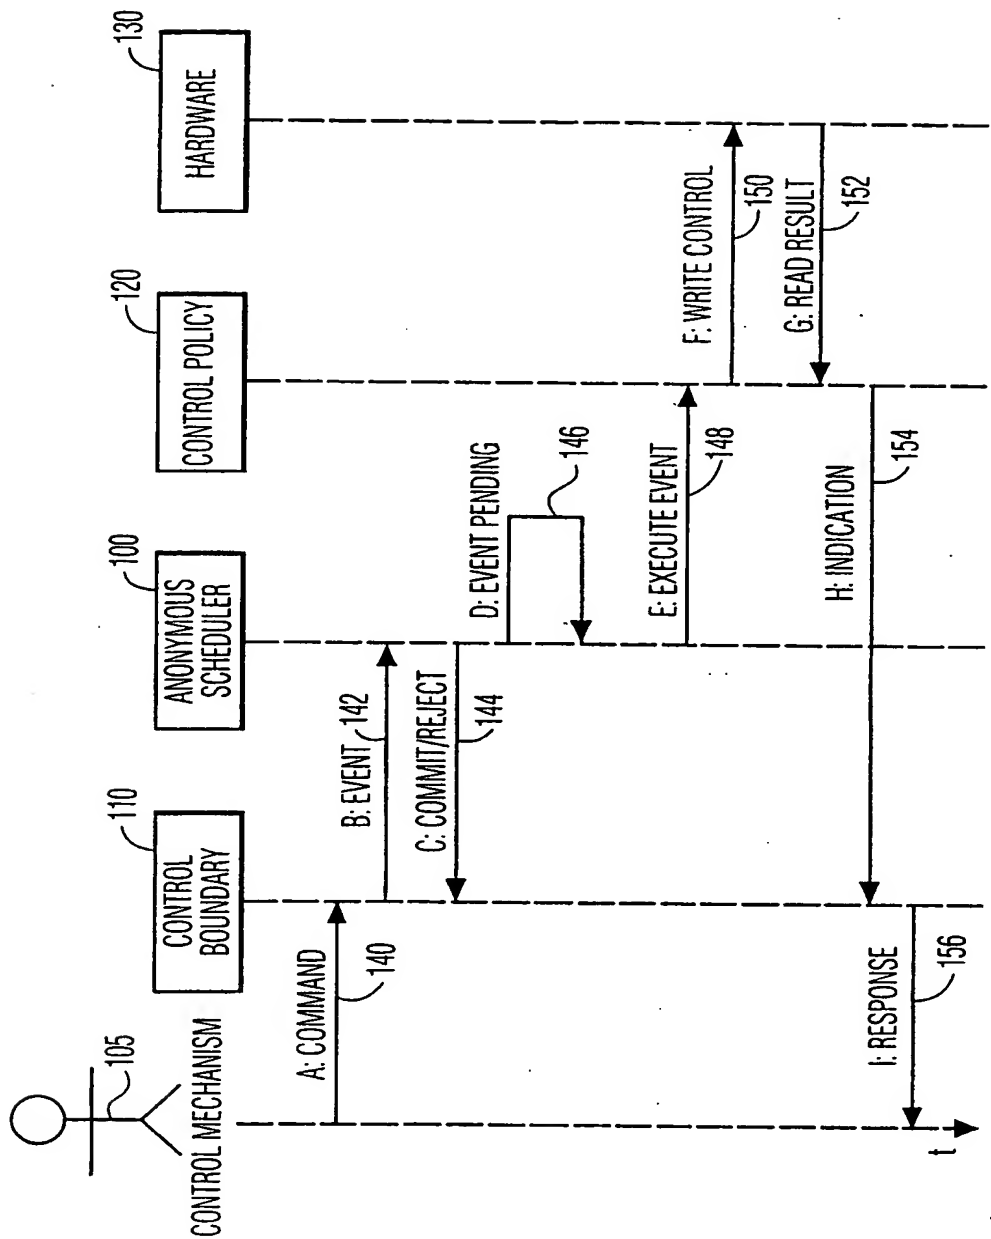 105
CONTROL MECHANISM
110
CONTROL
BOUNDARY
100
ANONYMOUS
SCHEDULER
120
CONTROL POLICY
130
HARDWARE
A: COMMAND
140
B: EVENT
142
C: COMMIT/REJECT
144
D: EVENT PENDING
146
E: EXECUTE EVENT
148
F: WRITE CONTROL
150
G: READ RESULT
152
H: INDICATION
154
I: RESPONSE
156
t